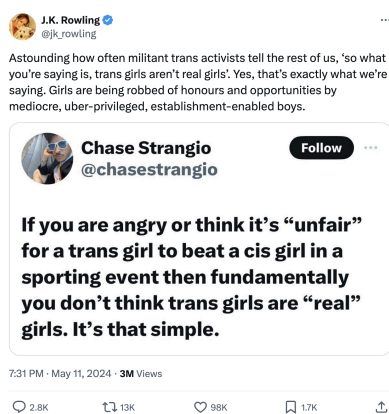 J.K. Rowling
@jk_rowling
Astounding how often militant trans activists tell the rest of us, ‘so what
you’re saying is, trans girls aren’t real girls’. Yes, that’s exactly what we’re
saying. Girls are being robbed of honours and opportunities by
mediocre, uber-privileged, establishment-enabled boys.
Chase Strangio
@chasestrangio
Follow
If you are angry or think it’s “unfair”
for a trans girl to beat a cis girl in a
sporting event then fundamentally
you don’t think trans girls are “real”
girls. It’s that simple.
7:31 PM · May 11, 2024 · 3M Views
2.8K 13K 98K 1.7K